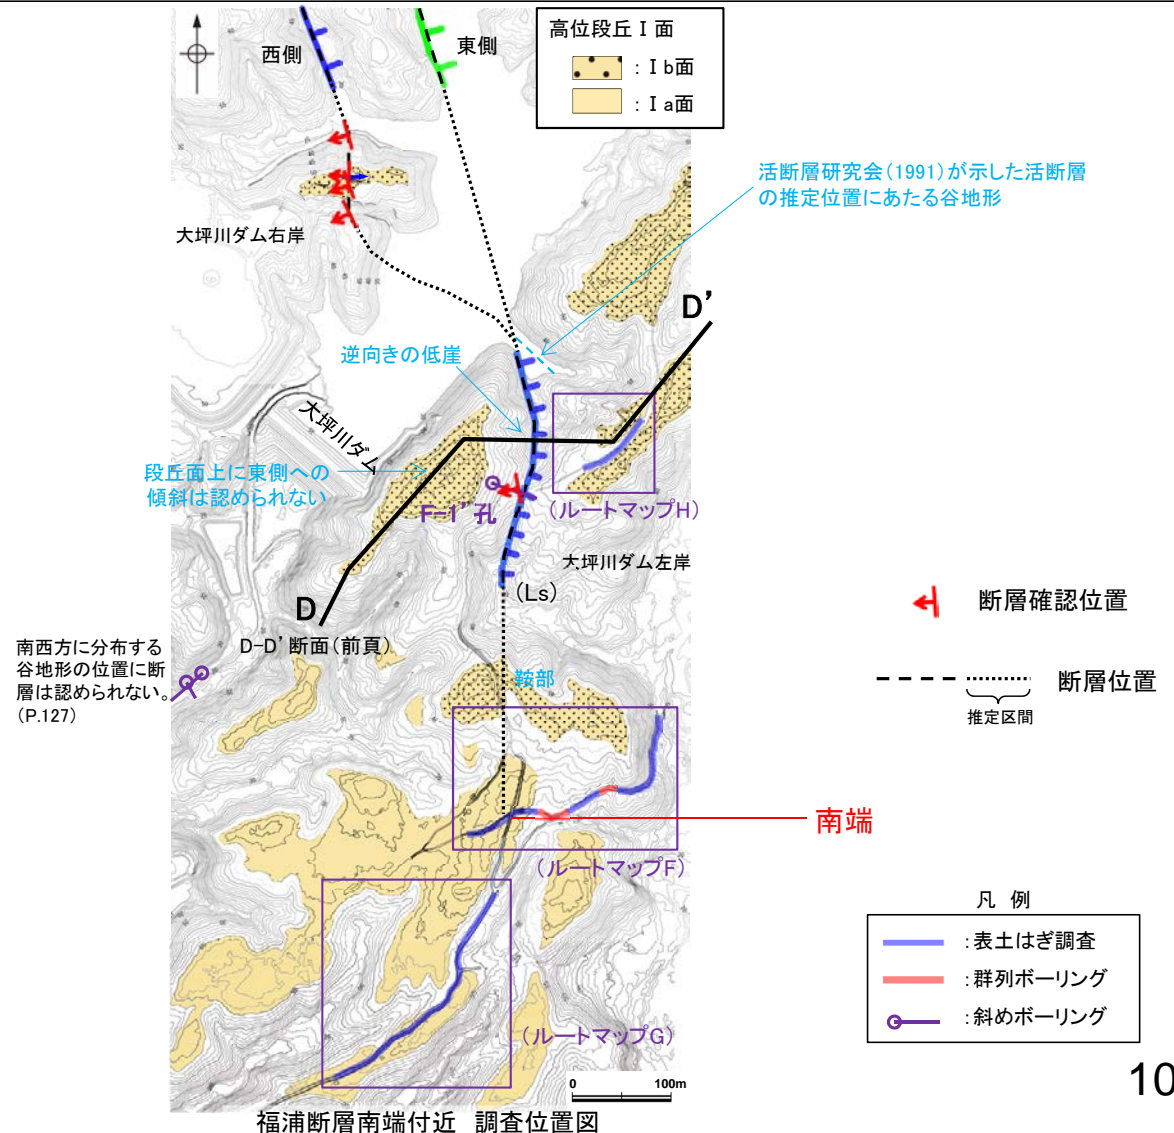 西側
東側
高位段丘Ⅰ面
：Ⅰb面
：Ⅰa面
活断層研究会(1991)が示した活断層
の推定位置にあたる谷地形
大坪川ダム右岸
D’
逆向きの低崖
大坪川ダム
段丘面上に東側への
傾斜は認められない
F-1’孔
(ルートマップH)
大坪川ダム左岸
(Ls)
D
D-D’断面(前頁)
断層確認位置
南西方に分布する
谷地形の位置に断
層は認められない。
(P.127)
鞍部
断層位置
推定区間
南端
(ルートマップF)
凡 例
：表土はぎ調査
：群列ボーリング
：斜めボーリング
(ルートマップG)
0 100m
福浦断層南端付近 調査位置図
10